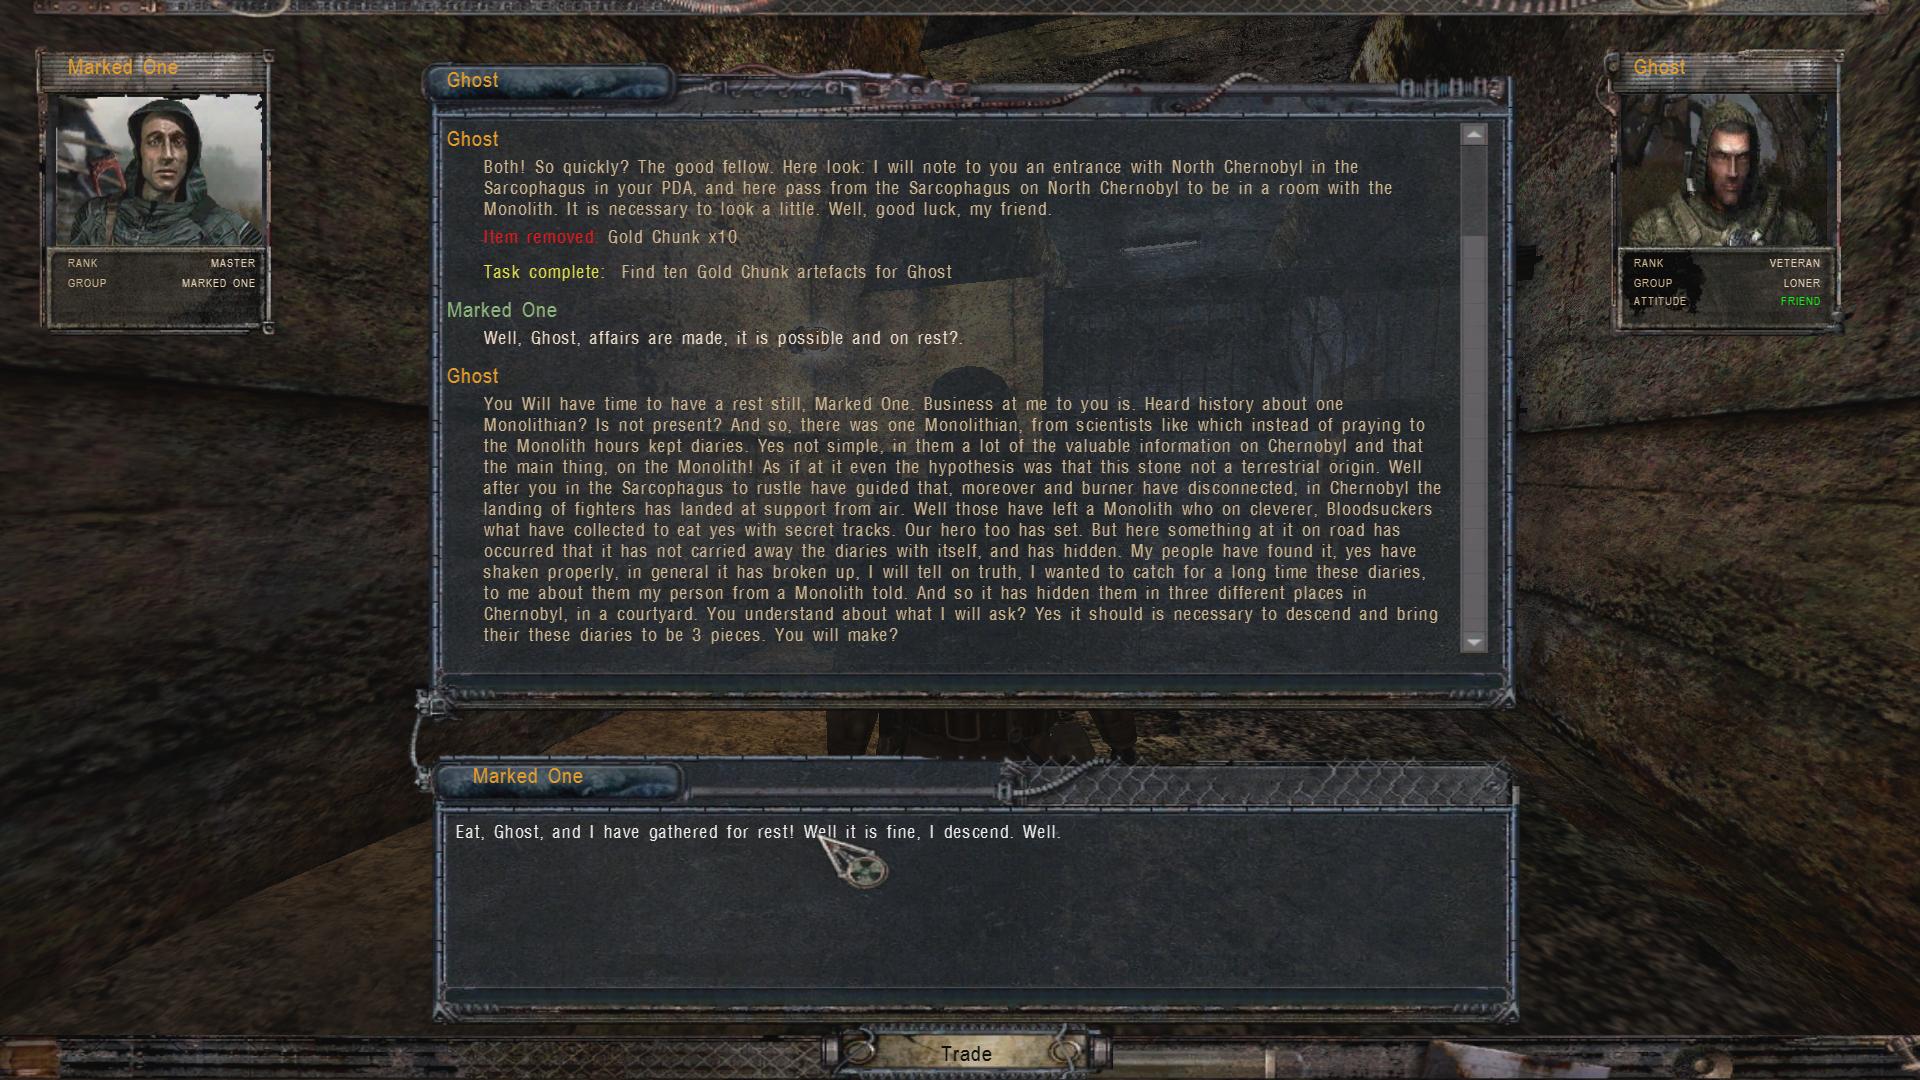 Marked One
Ghost
Ghost
RANK MASTER
GROUP MARKED ONE
RANK VETERAN
GROUP LONER
ATTITUDE FRIEND
Ghost
Both! So quickly? The good fellow. Here look: I will note to you an entrance with North Chernobyl in the
Sarcophagus in your PDA, and here pass from the Sarcophagus on North Chernobyl to be in a room with the
Monolith. It is necessary to look a little. Well, good luck, my friend.
Item removed: Gold Chunk x10
Task complete: Find ten Gold Chunk artefacts for Ghost
Marked One
Well, Ghost, affairs are made, it is possible and on rest?.
Ghost
You Will have time to have a rest still, Marked One. Business at me to you is. Heard history about one
Monolithian? Is not present? And so, there was one Monolithian, from scientists like which instead of praying to
the Monolith hours kept diaries. Yes not simple, in them a lot of the valuable information on Chernobyl and that
the main thing, on the Monolith! As if at it even the hypothesis was that this stone not a terrestrial origin. Well
after you in the Sarcophagus to rustle have guided that, moreover and burner have disconnected, in Chernobyl the
landing of fighters has landed at support from air. Well those have left a Monolith who on cleverer, Bloodsuckers
what have collected to eat yes with secret tracks. Our hero too has set. But here something at it on road has
occurred that it has not carried away the diaries with itself, and has hidden. My people have found it, yes have
shaken properly, in general it has broken up, I will tell on truth, I wanted to catch for a long time these diaries,
to me about them my person from a Monolith told. And so it has hidden them in three different places in
Chernobyl, in a courtyard. You understand about what I will ask? Yes it should is necessary to descend and bring
their these diaries to be 3 pieces. You will make?
Marked One
Eat, Ghost, and I have gathered for rest! Well it is fine, I descend. Well.
Trade